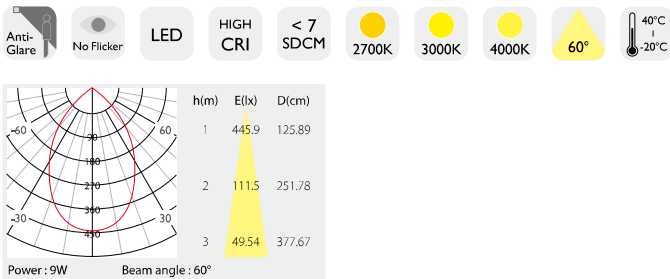 Anti-
Glare
No Flicker
LED
HIGH
CRI
< 7
SDCM
2700K
3000K
4000K
60°
40°C
-20°C
h(m) E(lx) D(cm)
1 445.9 125.89
2 111.5 251.78
3 49.54 377.67
-60 60
90
180
270
-30 360 30
450
Power : 9W Beam angle : 60°